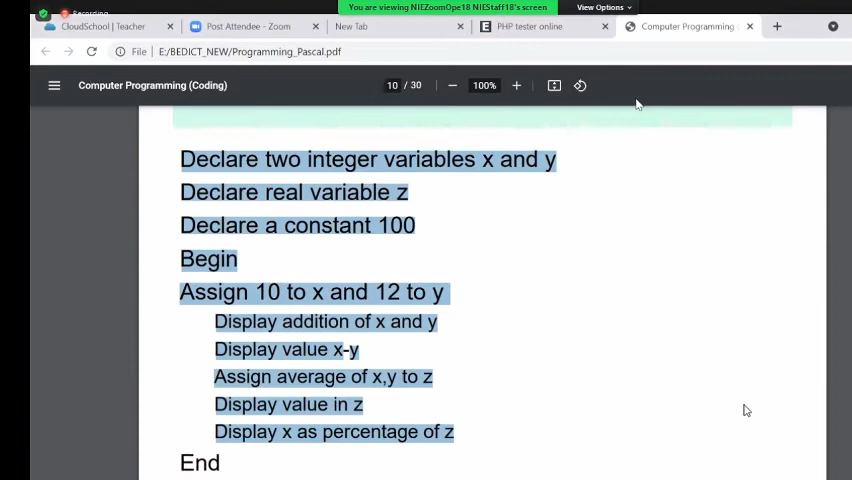 You are viewing NIEZoomOpe18 NIEStaff18's screen
View Options
Recording
CloudSchool | Teacher
Post Attendee - Zoom
New Tab
PHP tester online
Computer Programming
File | E:/BEDICT_NEW/Programming_Pascal.pdf
Computer Programming (Coding)
10 / 30
100%
Declare two integer variables x and y
Declare real variable z
Declare a constant 100
Begin
Assign 10 to x and 12 to y
Display addition of x and y
Display value x-y
Assign average of x,y to z
Display value in z
Display x as percentage of z
End